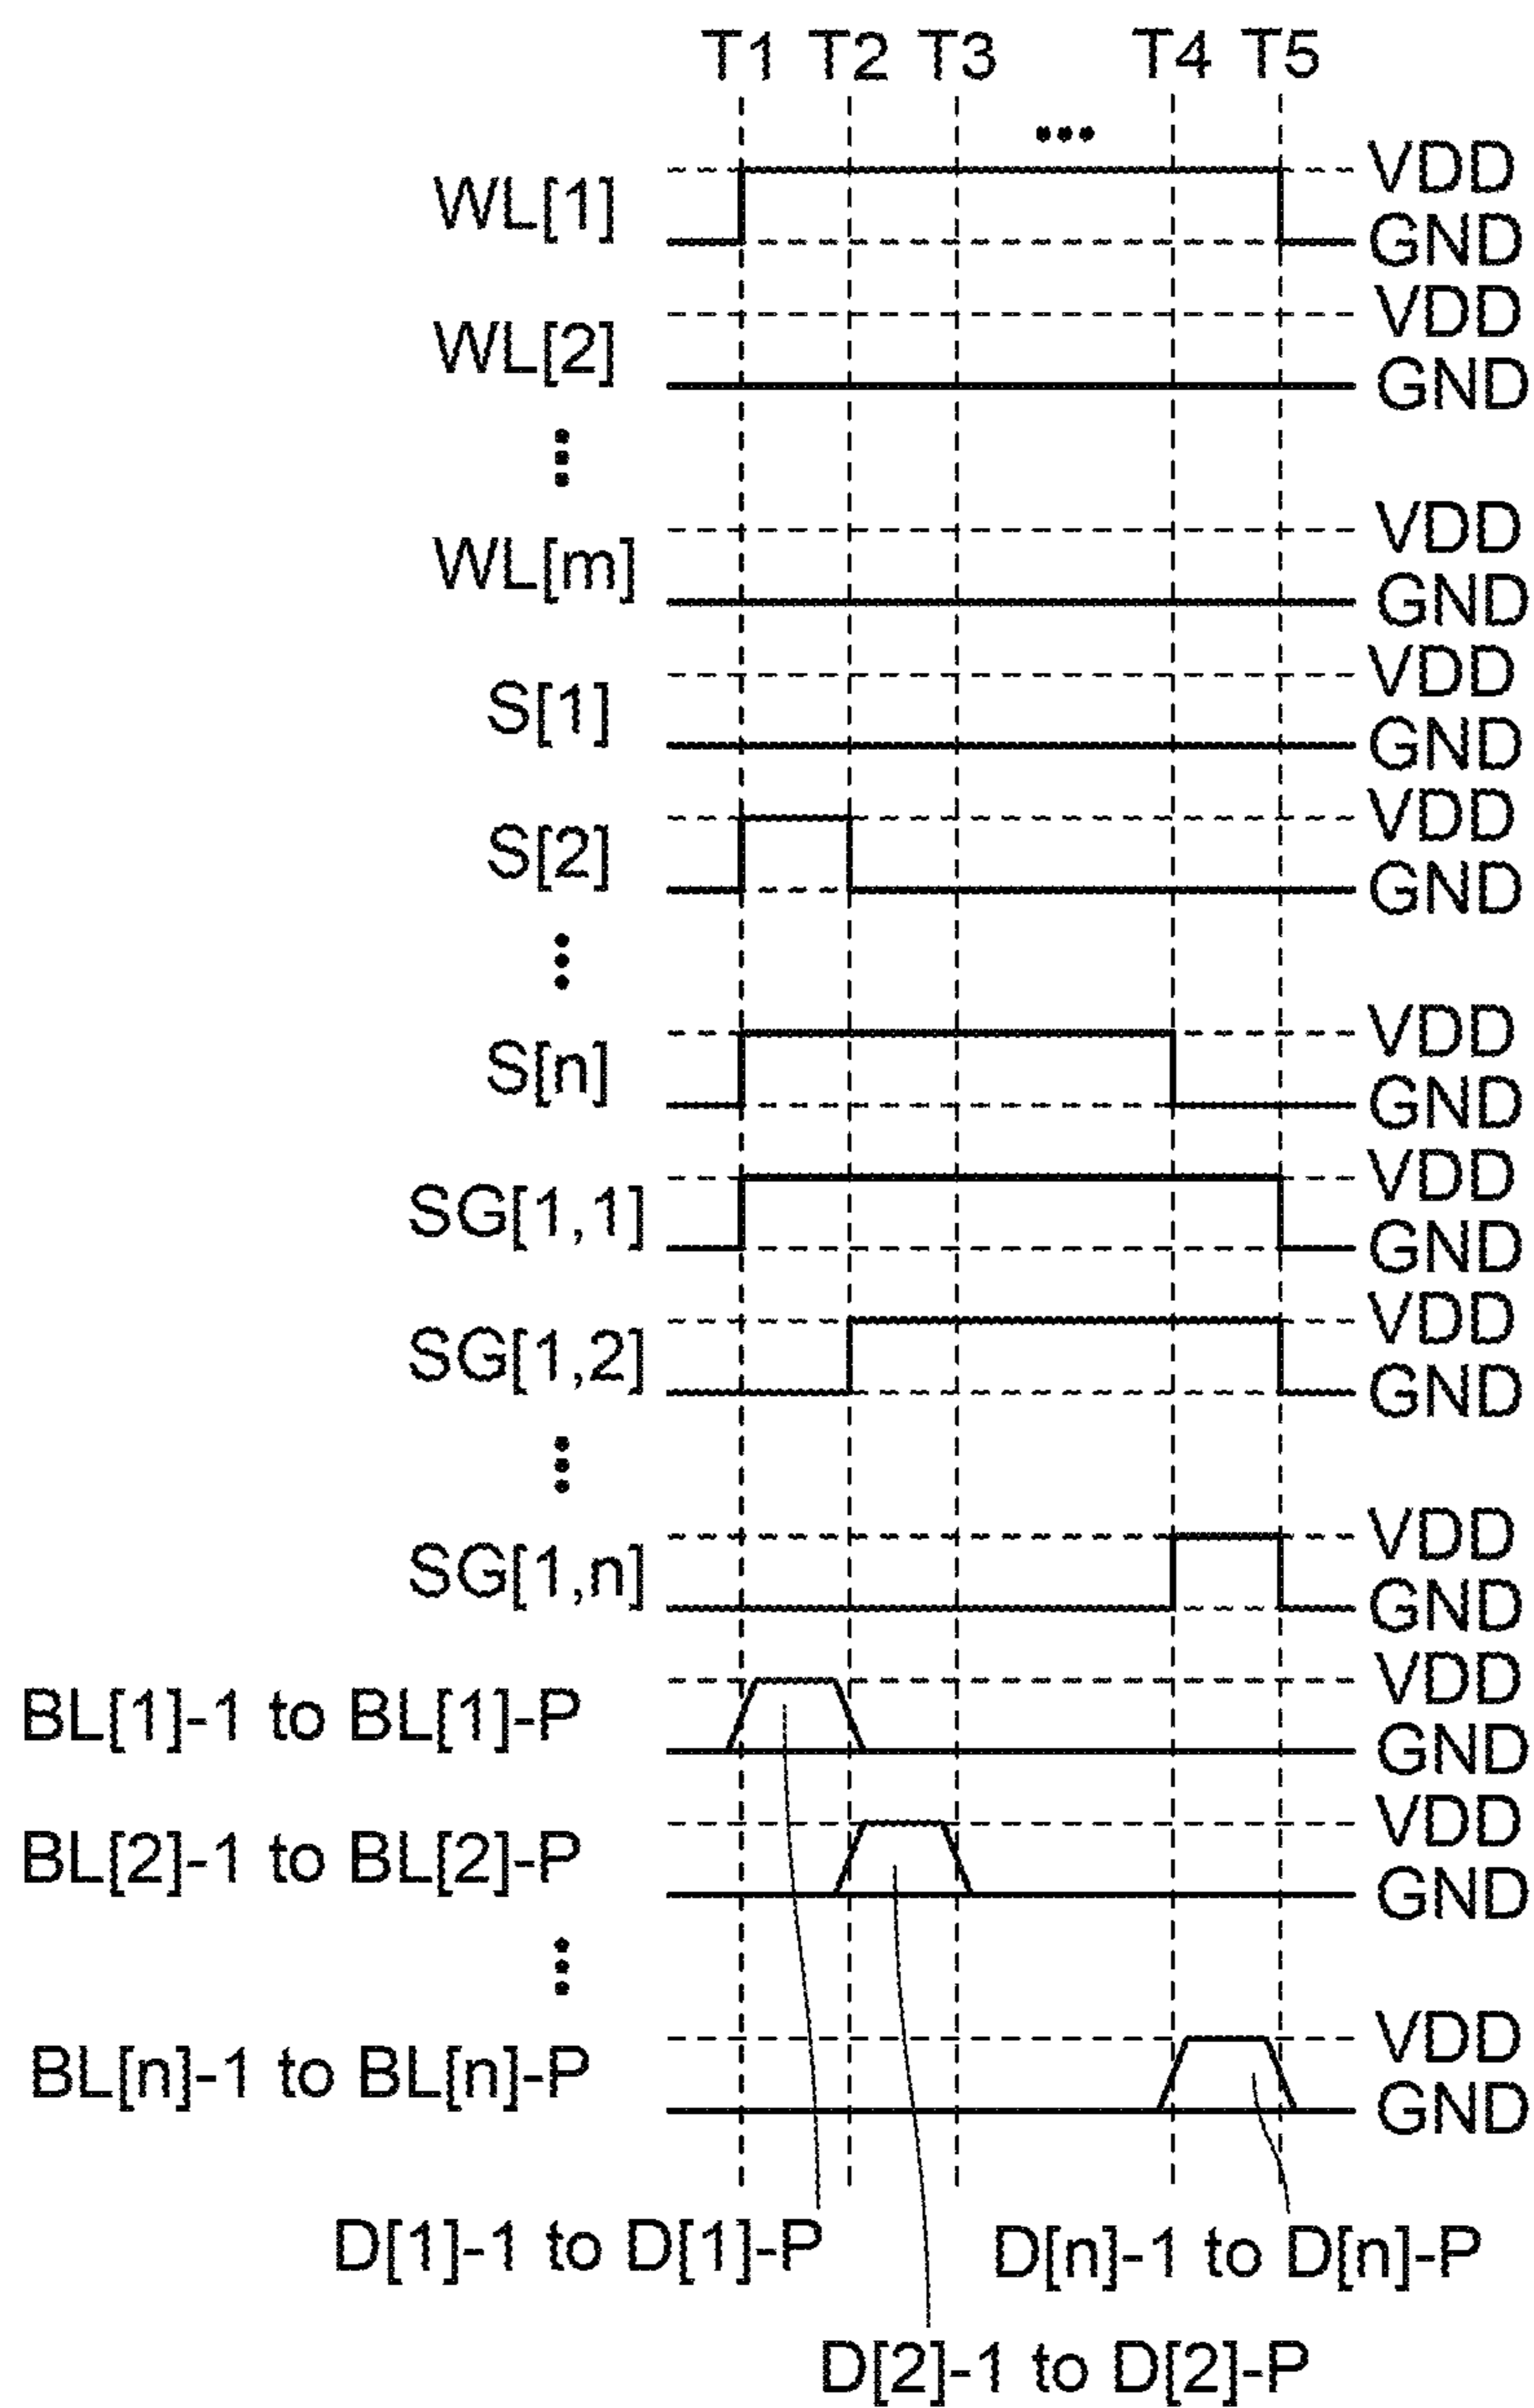 T1 T2 T3 T4 T5
WL[1] VDD
GND
WL[2] VDD
GND
WL[m] VDD
GND
S[1] VDD
GND
S[2] VDD
GND
S[n] VDD
GND
SG[1,1] VDD
GND
SG[1,2] VDD
GND
SG[1,n] VDD
GND
BL[1]-1 to BL[1]-P VDD
GND
BL[2]-1 to BL[2]-P VDD
GND
BL[n]-1 to BL[n]-P VDD
GND
D[1]-1 to D[1]-P D[n]-1 to D[n]-P
D[2]-1 to D[2]-P